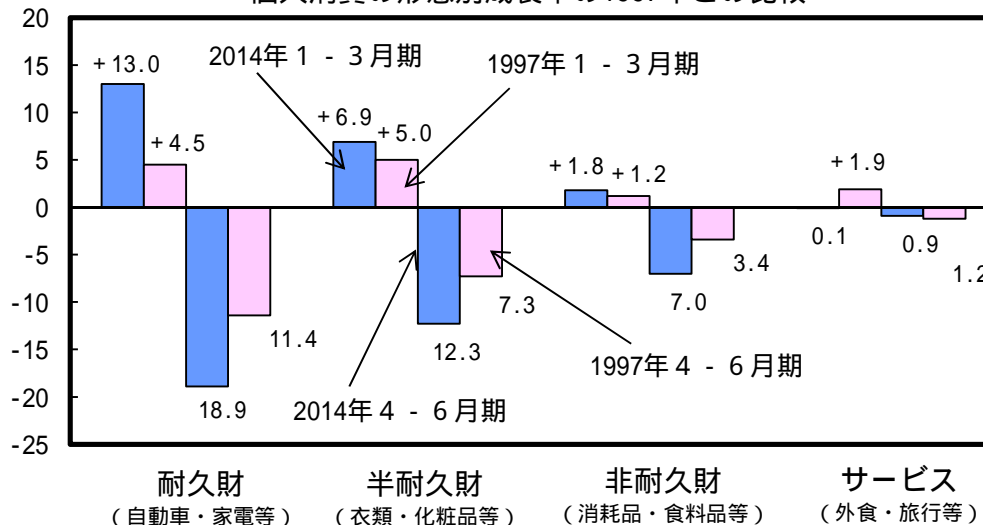 個人消費の形態別成長率の1997年との比較
20
15
10
5
0
-5
-10
-15
-20
-25
2014年1-3月期
1997年1-3月期
+13.0
+4.5
+6.9
+5.0
+1.8
+1.2
+1.9
18.9
11.4
12.3
7.3
7.0
3.4
0.1
0.9
1.2
2014年4-6月期
1997年4-6月期
耐久財
(自動車・家電等)
半耐久財
(衣類・化粧品等)
非耐久財
(消耗品・食料品等)
サービス
(外食・旅行等)